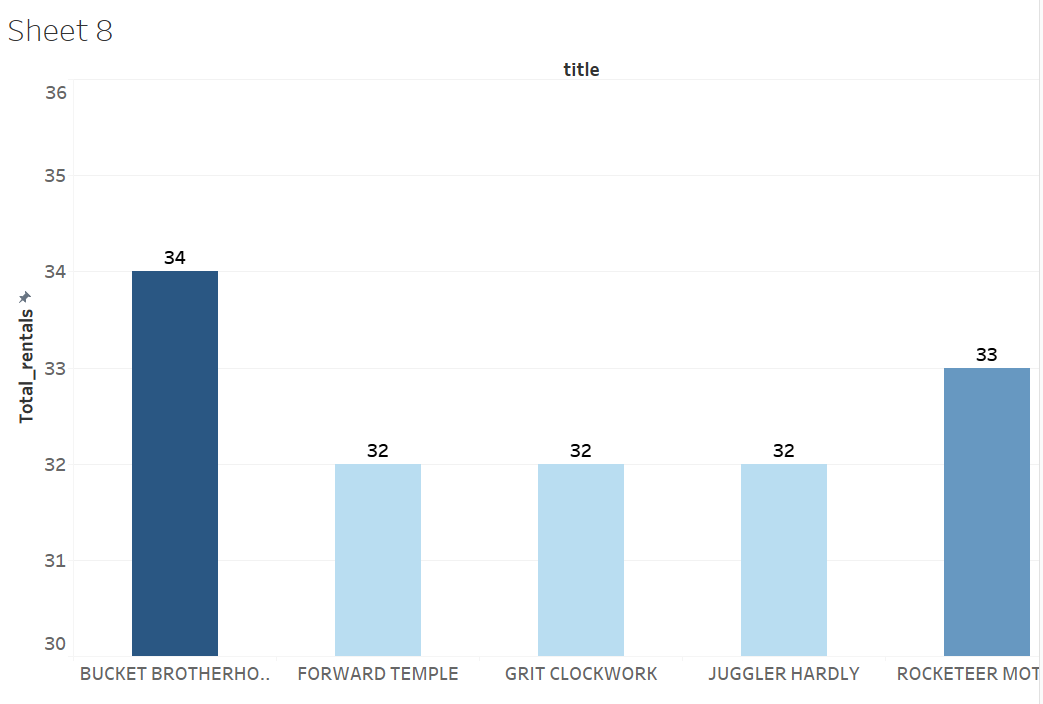 Sheet 8
title
36
35
34
33
32
31
30
Total_rentals
34
32
32
32
33
BUCKET BROTHERHO..
FORWARD TEMPLE
GRIT CLOCKWORK
JUGGLER HARDLY
ROCKETEER MOT